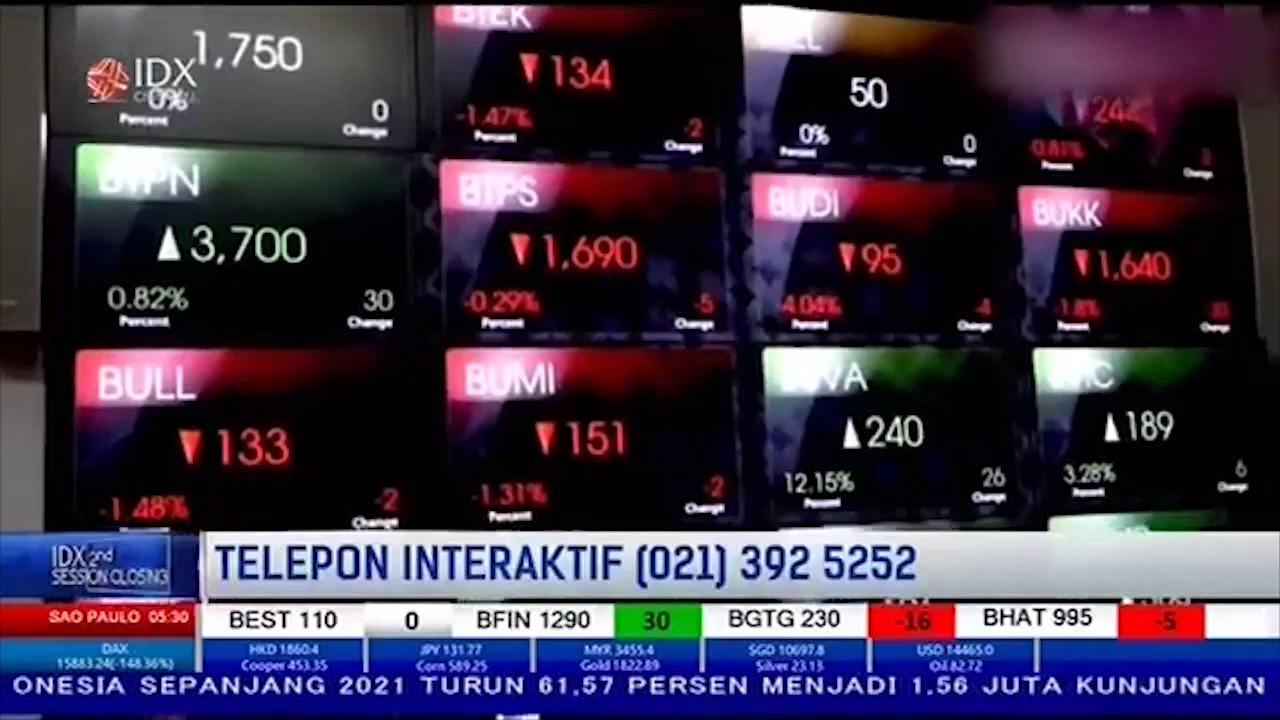 1,750
IDX
0%
Percent
0
Change
BTEK
134
-1.47%
Percent
-2
Change
50
0%
Percent
0
Change
0.81%
Percent
Change
BTPN
3,700
0.82%
Percent
30
Change
BTPS
1,690
-0.29%
Percent
-5
Change
BUDI
95
-4.04%
Percent
-4
Change
BUKK
1,640
-1.8%
Percent
Change
BULL
133
-1.48%
-2
Change
BUMI
151
-1.31%
Percent
-2
Change
240
12.15%
Percent
26
Change
189
3.28%
Percent
6
Change
IDX 2nd
SESSION CLOSING
TELEPON INTERAKTIF (021) 392 5252
SAO PAULO 05:30
BEST 110 0 BFIN 1290 30 BGTG 230 -16 BHAT 995 -5
DAX
15883.24(-148.36%)
HKD 1860.4 JPY 131.77 MYR 3455.4 SGD 10697.8 USD 14465.0
Cooper 453.35 Corn 589.25 Gold 1822.89 Silver 23.13 Oil 82.72
ONESIA SEPANJANG 2021 TURUN 61,57 PERSEN MENJADI 1,56 JUTA KUNJUNGAN